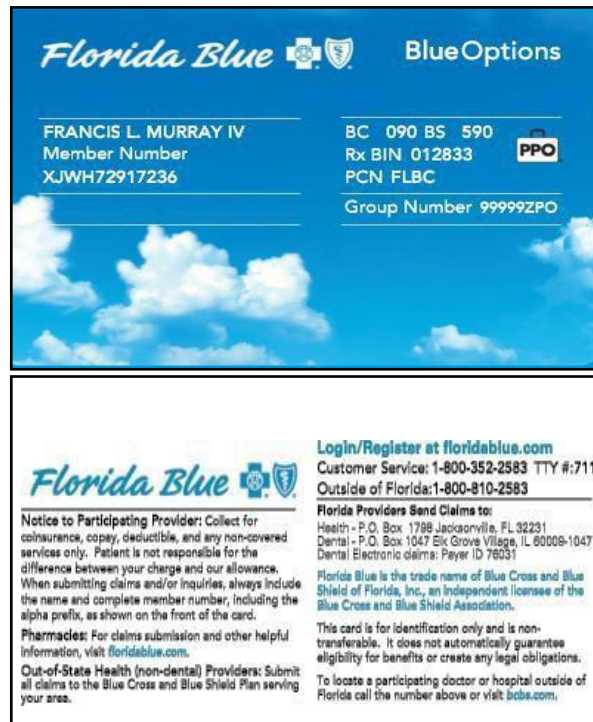 Florida Blue
BlueOptions
FRANCIS L. MURRAY IV
Member Number
XJWH72917236
BC 090 BS 590
Rx BIN 012833
PCN FLBC
PPO
Group Number 99999ZPO
Florida Blue
Notice to Participating Provider: Collect for
coinsurance, copay, deductible, and any non-covered
services only. Patient is not responsible for the
difference between your charge and our allowance.
When submitting claims and/or inquiries, always include
the name and complete member number, including the
alpha prefix, as shown on the front of the card.
Pharmacies: For claims submission and other helpful
information, visit floridablue.com.
Out-of-State Health (non-dental) Providers: Submit
all claims to the Blue Cross and Blue Shield Plan serving
your area.
Login/Register at floridablue.com
Customer Service: 1-800-352-2583 TTY #:711
Outside of Florida:1-800-810-2583
Florida Providers Send Claims to:
Health - P.O. Box 1798 Jacksonville, FL 32231
Dental - P.O. Box 1047 Elk Grove Village, IL 60009-1047
Dental Electronic claims: Payer ID 76031
Florida Blue is the trade name of Blue Cross and Blue
Shield of Florida, Inc., an independent licensee of the
Blue Cross and Blue Shield Association.
This card is for identification only and is non-
transferable. It does not automatically guarantee
eligibility for benefits or create any legal obligations.
To locate a participating doctor or hospital outside of
Florida call the number above or visit bcbs.com.